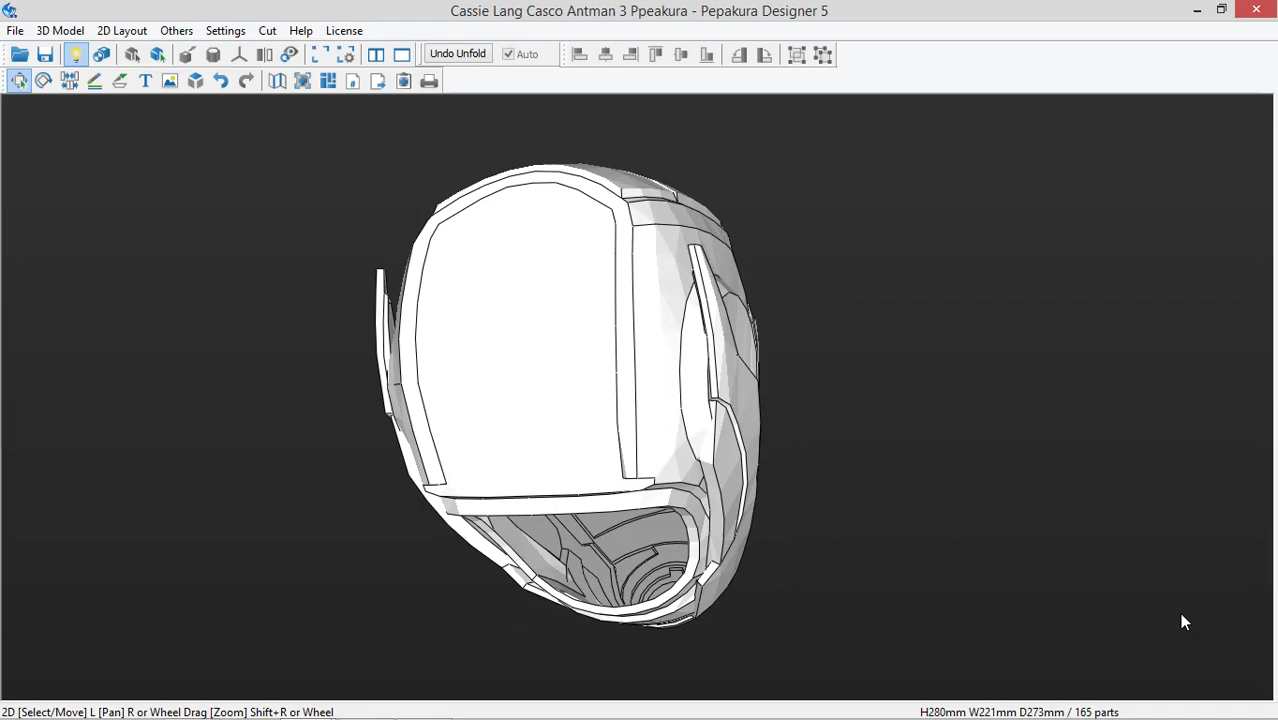 Cassie Lang Casco Antman 3 Ppeakura - Pepakura Designer 5
File 3D Model 2D Layout Others Settings Cut Help License
Undo Unfold Auto
T
2D [Select/Move] L [Pan] R or Wheel Drag [Zoom] Shift+R or Wheel H280mm W221mm D273mm / 165 parts